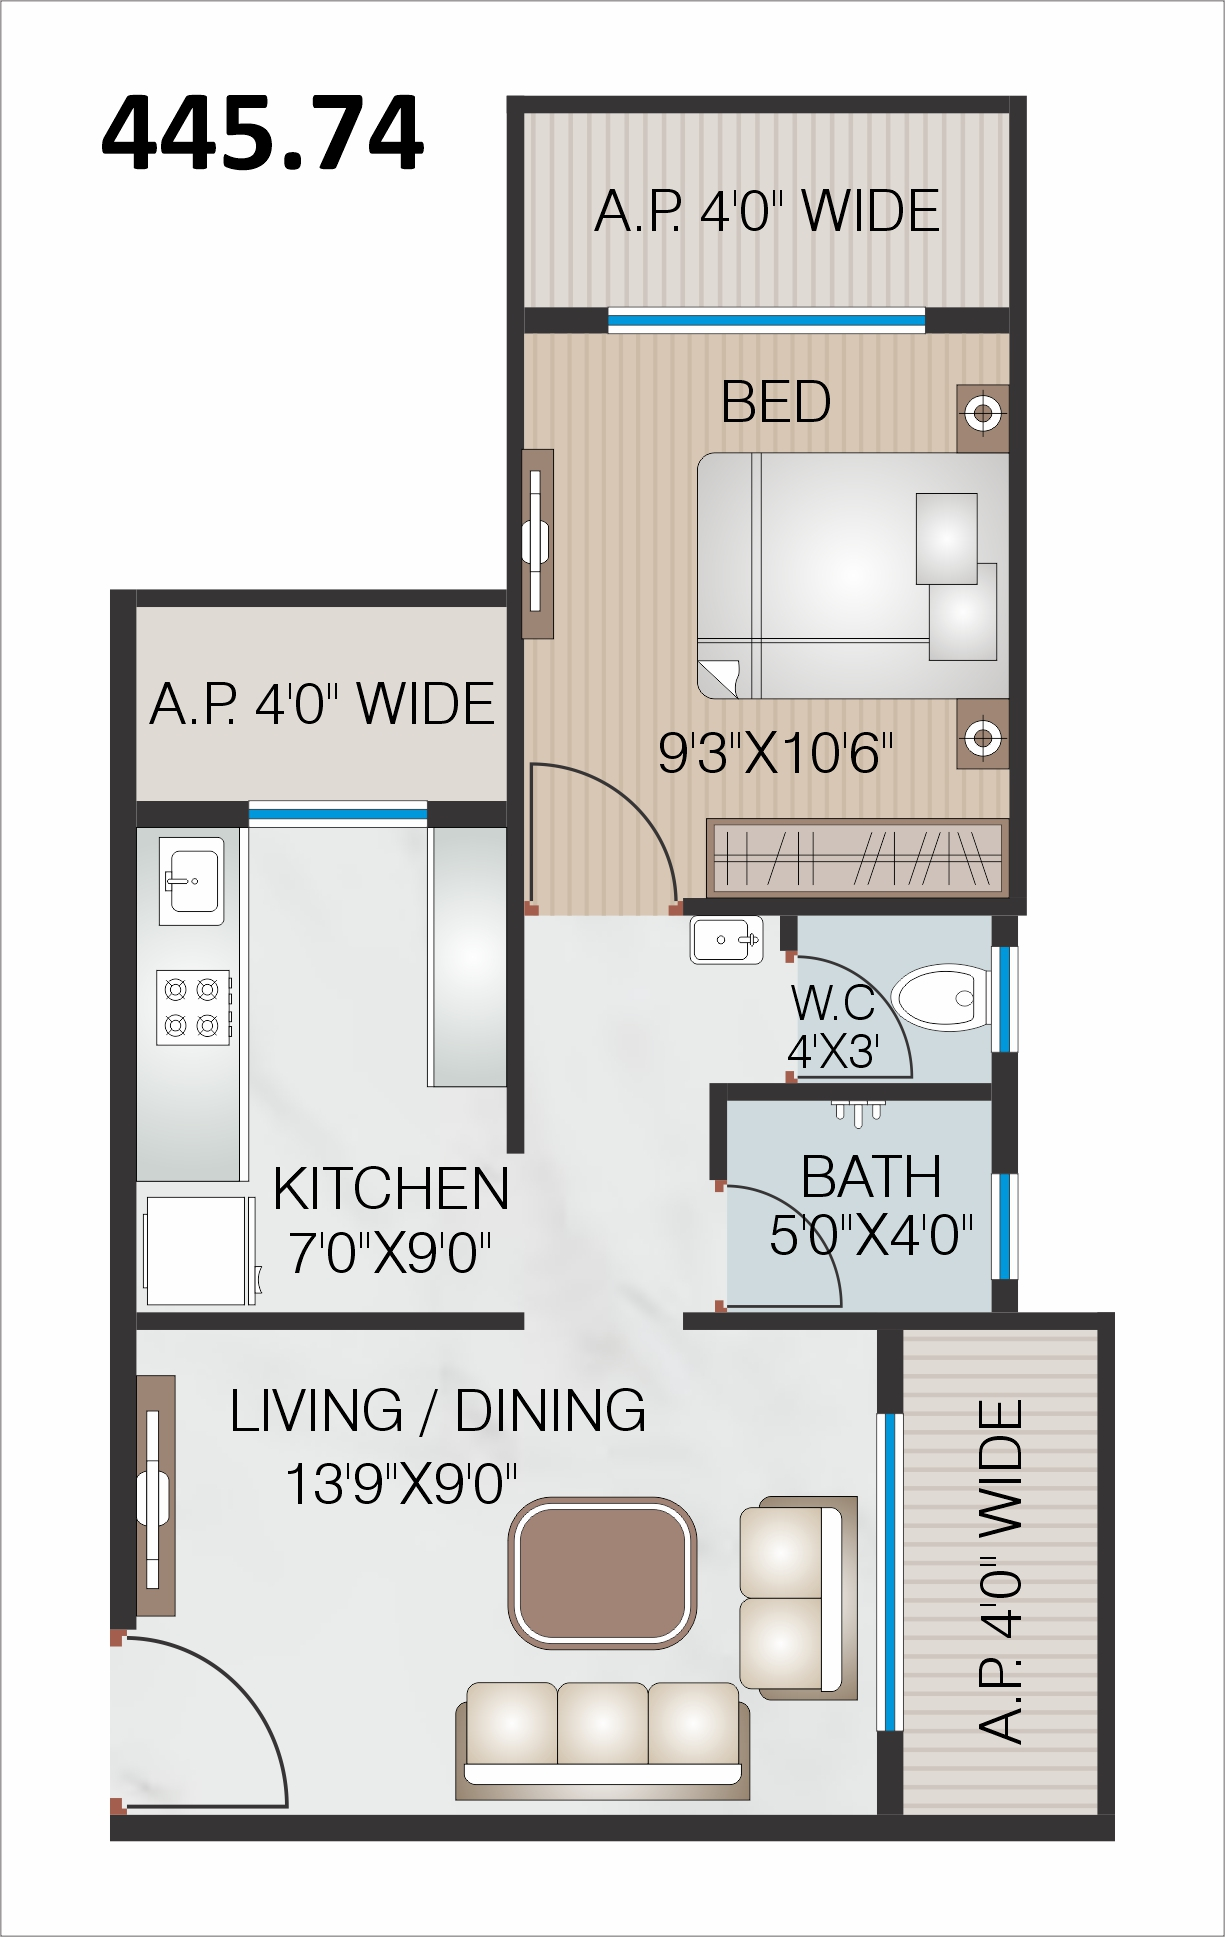 445.74
A.P. 4'0" WIDE
BED
9'3"X10'6"
A.P. 4'0" WIDE
W.C
4'X3'
KITCHEN
7'0"X9'0"
BATH
5'0"X4'0"
LIVING / DINING
13'9"X9'0"
A.P. 4'0" WIDE